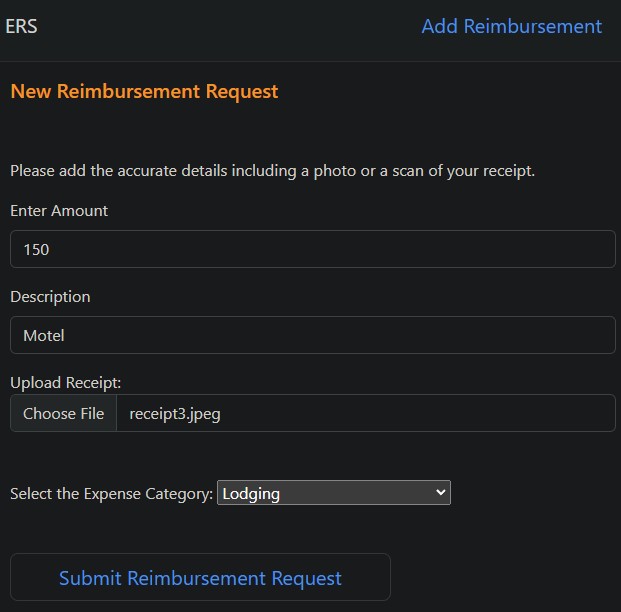 ERS
Add Reimbursement
New Reimbursement Request
Please add the accurate details including a photo or a scan of your receipt.
Enter Amount
150
Description
Motel
Upload Receipt:
Choose File receipt3.jpeg
Select the Expense Category: Lodging
Submit Reimbursement Request